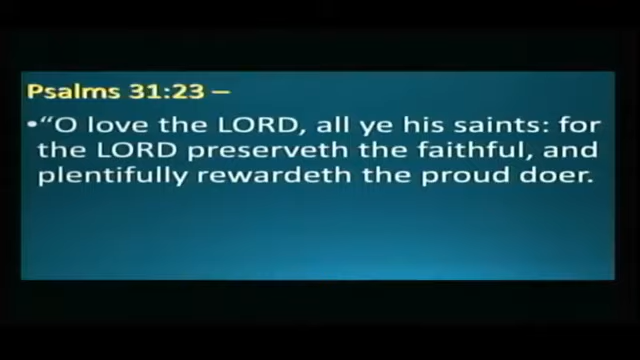 Psalms 31:23 –
•“O love the LORD, all ye his saints: for
the LORD preserveth the faithful, and
plentifully rewardeth the proud doer.